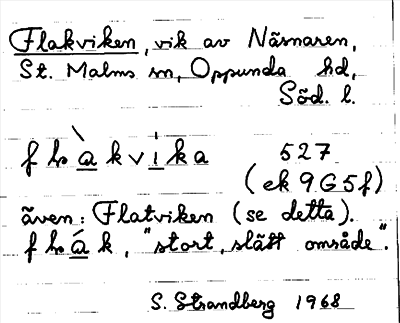 Flakviken, vik av Näsnaren,
St. Malms sn, Oppunda hd,
Söd. l.
527
(ek 9G5f)
även: Flatviken (se detta).
"stort, slätt område".
S. Strandberg 1968